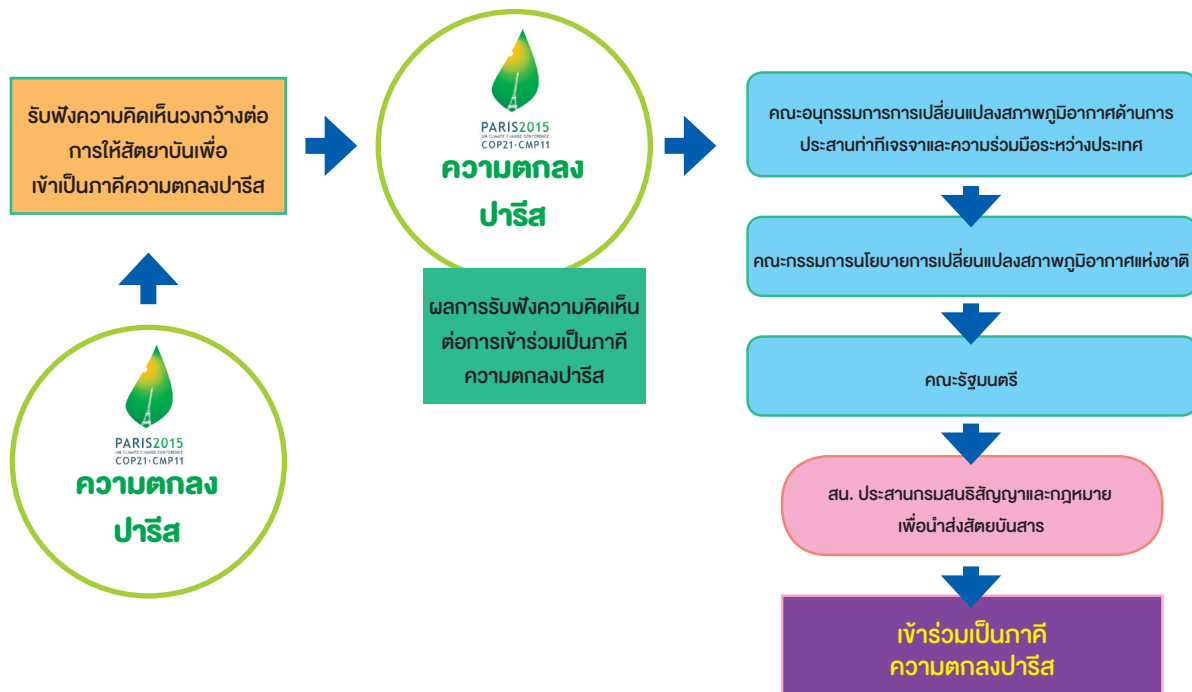 รับฟังความคิดเห็นวงกว้างต่อ
การให้สัตยาบันเพื่อ
เข้าเป็นภาคีความตกลงปารีส
PARIS2015
UN CLIMATE CHANGE CONFERENCE
COP21·CMP11
ความตกลง
ปารีส
PARIS2015
UN CLIMATE CHANGE CONFERENCE
COP21·CMP11
ความตกลง
ปารีส
ผลการรับฟังความคิดเห็น
ต่อการเข้าร่วมเป็นภาคี
ความตกลงปารีส
คณะอนุกรรมการการเปลี่ยนแปลงสภาพภูมิอากาศด้านการ
ประสานท่าทีเจรจาและความร่วมมือระหว่างประเทศ
คณะกรรมการนโยบายการเปลี่ยนแปลงสภาพภูมิอากาศแห่งชาติ
คณะรัฐมนตรี
สน. ประสานกรมสนธิสัญญาและกฎหมาย
เพื่อนำส่งสัตยบันสาร
เข้าร่วมเป็นภาคี
ความตกลงปารีส